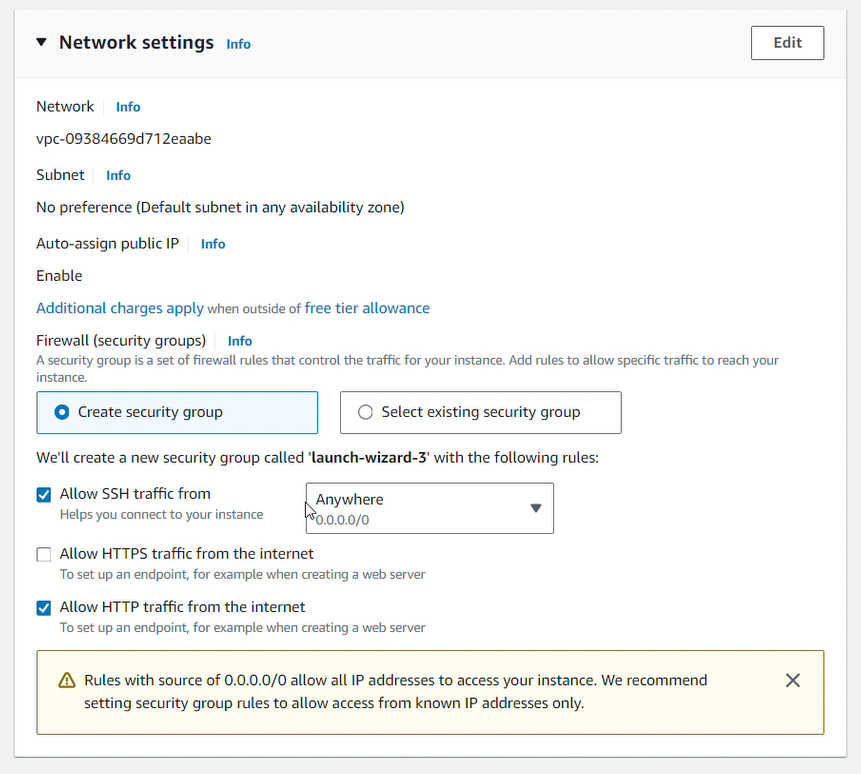 Network settings Info
Edit
Network Info
vpc-09384669d712eaabe
Subnet Info
No preference (Default subnet in any availability zone)
Auto-assign public IP Info
Enable
Additional charges apply when outside of free tier allowance
Firewall (security groups) Info
A security group is a set of firewall rules that control the traffic for your instance. Add rules to allow specific traffic to reach your
instance.
Create security group
Select existing security group
We'll create a new security group called 'launch-wizard-3' with the following rules:
Allow SSH traffic from
Helps you connect to your instance
Anywhere
0.0.0.0/0
Allow HTTPS traffic from the internet
To set up an endpoint, for example when creating a web server
Allow HTTP traffic from the internet
To set up an endpoint, for example when creating a web server
Rules with source of 0.0.0.0/0 allow all IP addresses to access your instance. We recommend
setting security group rules to allow access from known IP addresses only.